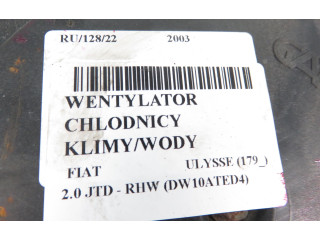 RU/128/22 2003
WENTYLATOR
CHLODNICY
KLIMY/WODY
FIAT ULYSSE (179_)
2.0 JTD - RHW (DW10ATED4)